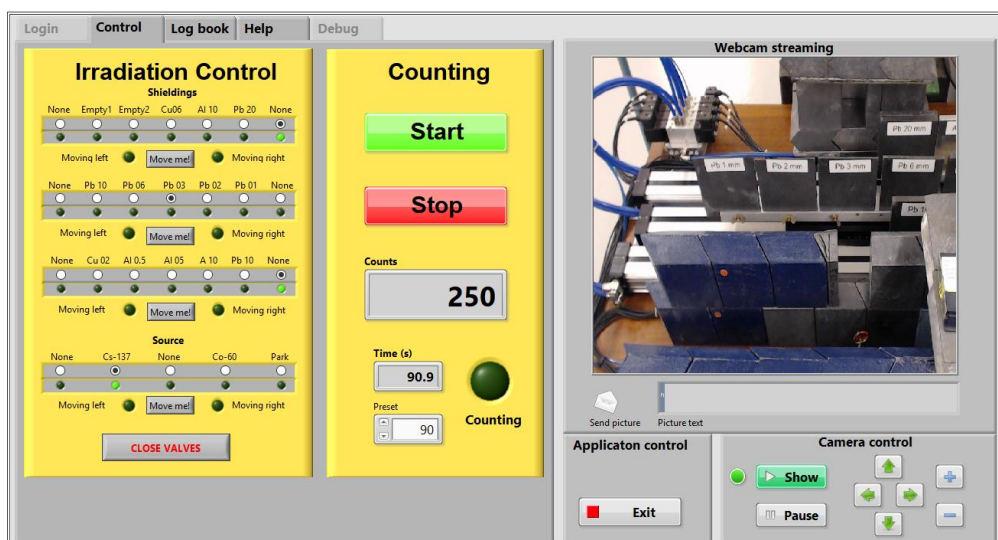 Login Control Log book Help Debug
Irradiation Control
Shieldings
None Empty1 Empty2 Cu06 Al 10 Pb 20 None
Moving left Move me! Moving right
None Pb 10 Pb 06 Pb 03 Pb 02 Pb 01 None
Moving left Move me! Moving right
None Cu 02 Al 0.5 Al 05 A 10 Pb 10 None
Moving left Move me! Moving right
Source
None Cs-137 None Co-60 Park
Moving left Move me! Moving right
CLOSE VALVES
Counting
Start
Stop
Counts
250
Time (s)
90.9
Preset
90
Counting
Webcam streaming
Pb 20 mm
Pb 1 mm Pb 2 mm Pb 3 mm Pb 6 mm
Send picture Picture text
Applicaton control
Exit
Camera control
Show
Pause